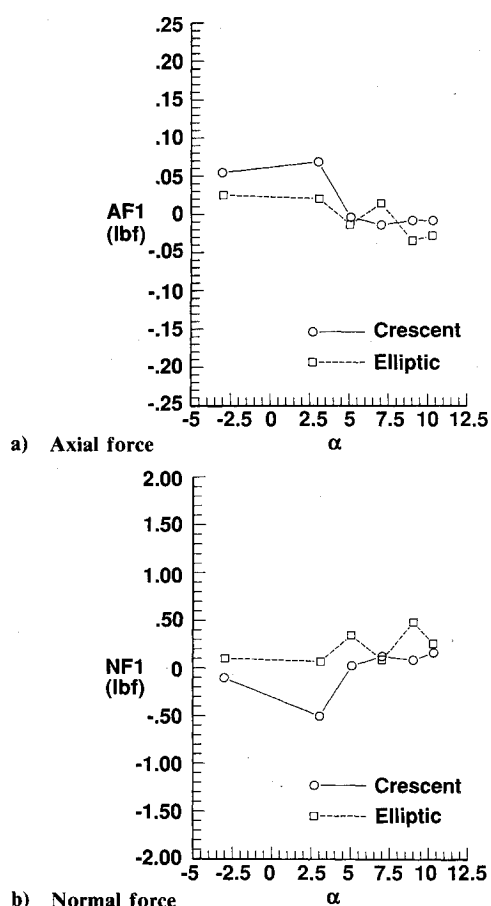 .25
.20
.15
.10
.05
0
-.05
-.10
-.15
-.20
-.25
AF1
(lbf)
Crescent
Elliptic
-5 -2.5 0 2.5 5 7.5 10 12.5
a) Axial force
α
2.00
1.50
1.00
.50
0
-.50
-1.00
-1.50
-2.00
NF1
(lbf)
Crescent
Elliptic
-5 -2.5 0 2.5 5 7.5 10 12.5
b) Normal force
α